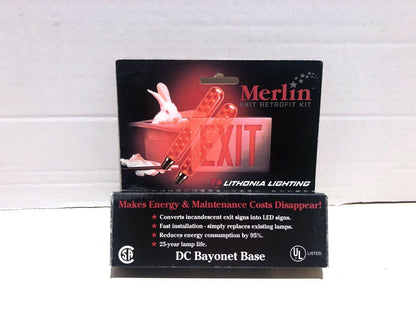 Merlin
EXIT RETROFIT KIT
EXIT
LITHONIA LIGHTING
Makes Energy & Maintenance Costs Disappear!
★ Converts incandescent exit signs into LED signs.
★ Fast installation - simply replaces existing lamps.
★ Reduces energy consumption by 95%.
★ 25-year lamp life.
SA
DC Bayonet Base
UL LISTED